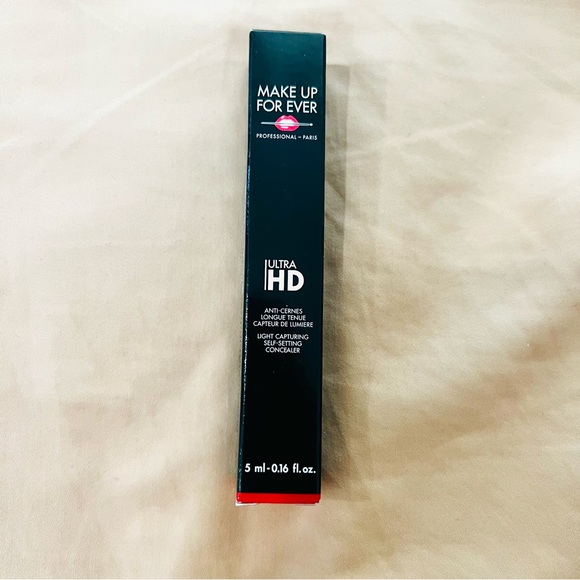 MAKE UP
FOR EVER
PROFESSIONAL – PARIS
ULTRA
HD
ANTI-CERNES
LONGUE TENUE
CAPTEUR DE LUMIERE
LIGHT CAPTURING
SELF-SETTING
CONCEALER
5 ml-0.16 fl.oz.